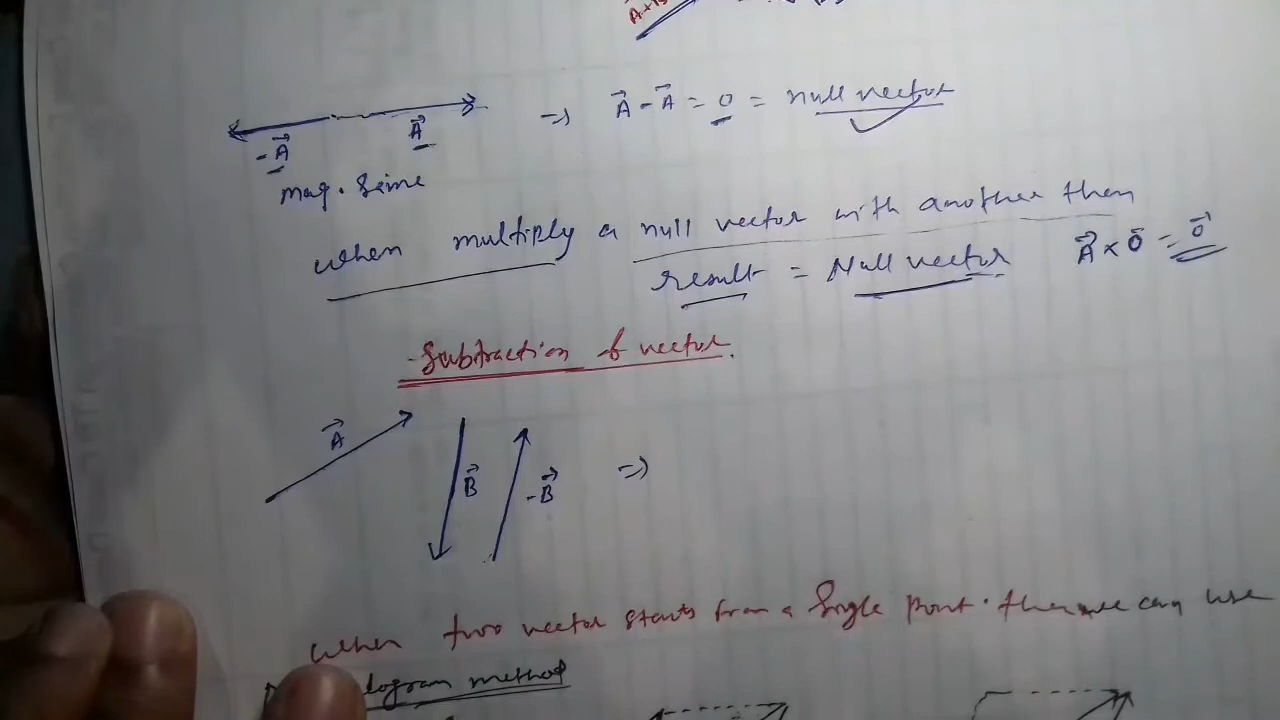 A+B
⇒ A⃗ - A⃗ = 0 = null vector
-A⃗ A⃗
mag. same
when multiply a null vector with another then
result = Null vector A⃗ × 0⃗ = 0⃗
Subtraction of vector.
A⃗ B⃗ -B⃗ ⇒
When two vector starts from a single point. then we can use
logram method